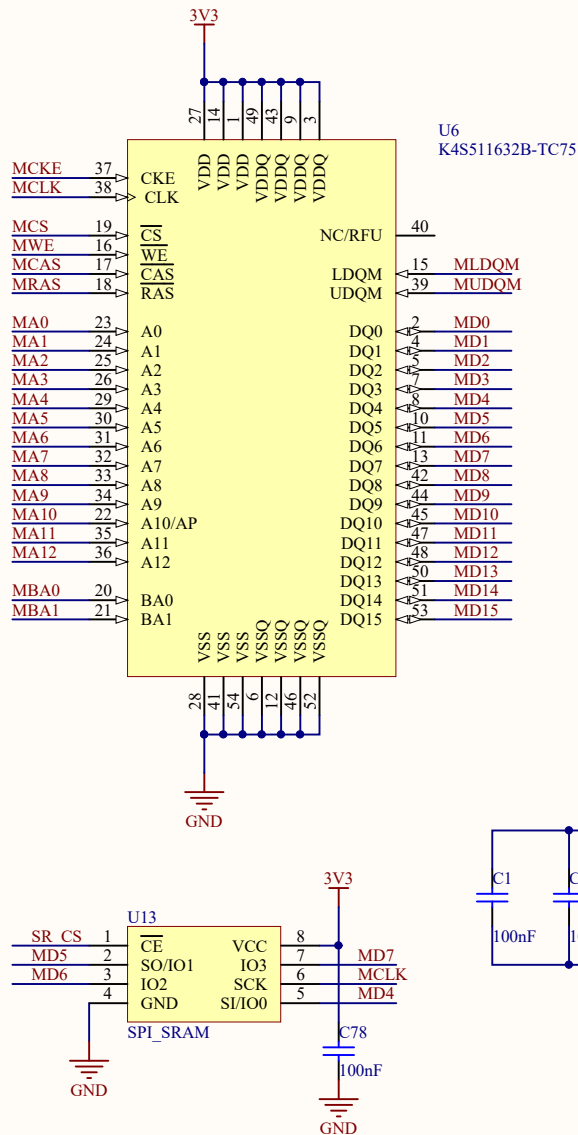 3V3
27 14 1 49 43 9 3
VDD VDD VDD VDDQ VDDQ VDDQ VDDQ
U6
K4S511632B-TC75
MCKE 37 CKE
MCLK 38 CLK
MCS 19 CS NC/RFU 40
MWE 16 WE
MCAS 17 CAS LDQM 15 MLDQM
MRAS 18 RAS UDQM 39 MUDQM
MA0 23 A0 DQ0 2 MD0
MA1 24 A1 DQ1 4 MD1
MA2 25 A2 DQ2 5 MD2
MA3 26 A3 DQ3 7 MD3
MA4 29 A4 DQ4 8 MD4
MA5 30 A5 DQ5 10 MD5
MA6 31 A6 DQ6 11 MD6
MA7 32 A7 DQ7 13 MD7
MA8 33 A8 DQ8 42 MD8
MA9 34 A9 DQ9 44 MD9
MA10 22 A10/AP DQ10 45 MD10
MA11 35 A11 DQ11 47 MD11
MA12 36 A12 DQ12 48 MD12
DQ13 50 MD13
MBA0 20 BA0 DQ14 51 MD14
MBA1 21 BA1 DQ15 53 MD15
VSS VSS VSS VSSQ VSSQ VSSQ VSSQ
28 41 54 6 12 46 52
GND
3V3
C1
100nF
U13
SR_CS 1 CE VCC 8
MD5 2 SO/IO1 IO3 7 MD7
MD6 3 IO2 SCK 6 MCLK
4 GND SI/IO0 5 MD4
SPI_SRAM
C78
100nF
GND
GND